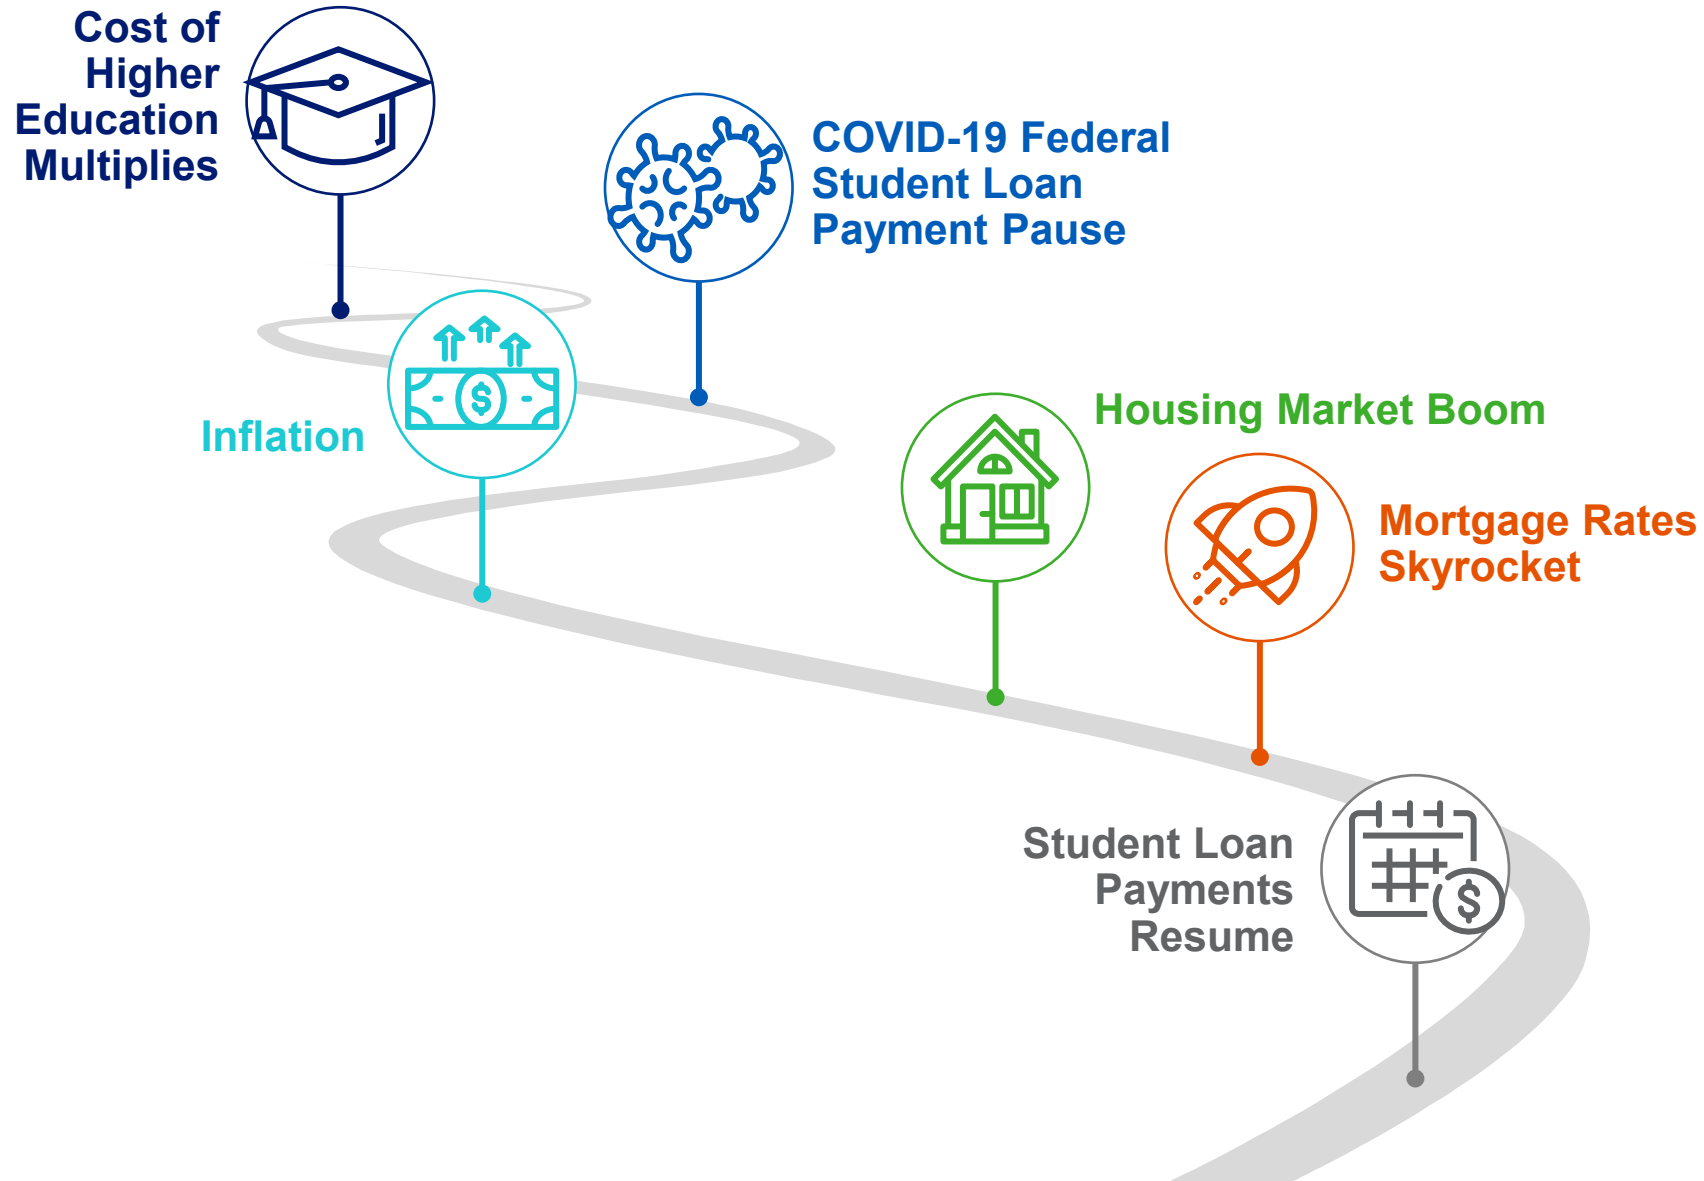 Cost of
Higher
Education
Multiplies
COVID-19 Federal
Student Loan
Payment Pause
$
Inflation
Housing Market Boom
Mortgage Rates
Skyrocket
Student Loan
Payments
Resume
$